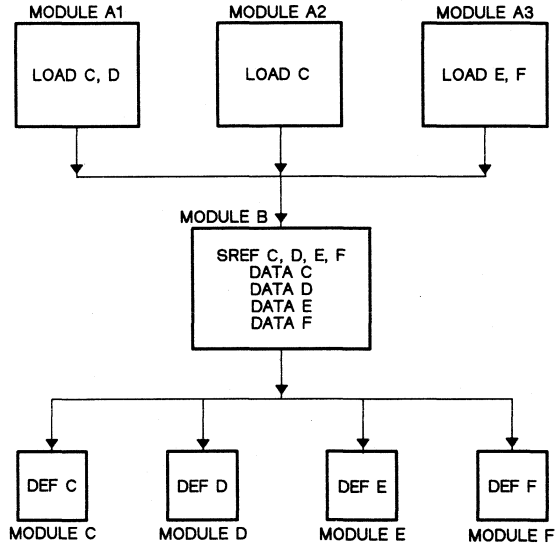 MODULE A1
MODULE A2
MODULE A3
LOAD C, D
LOAD C
LOAD E, F
MODULE B
SREF C, D, E, F
DATA C
DATA D
DATA E
DATA F
DEF C
DEF D
DEF E
DEF F
MODULE C
MODULE D
MODULE E
MODULE F